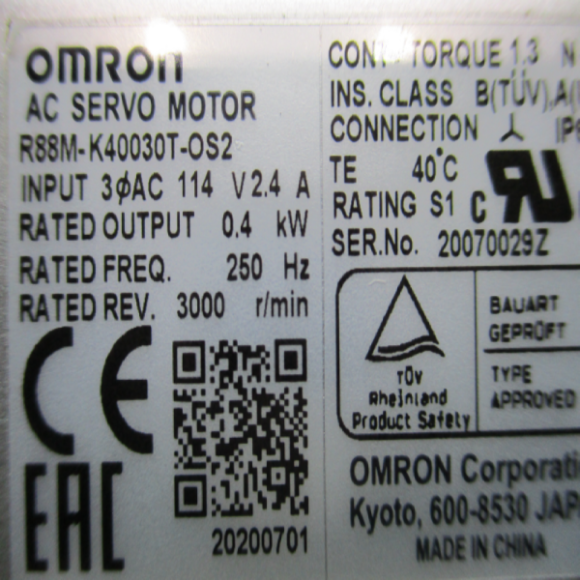 OMRON
AC SERVO MOTOR
R88M-K40030T-OS2
INPUT 3ϕAC 114 V 2.4 A
RATED OUTPUT 0.4 kW
RATED FREQ. 250 Hz
RATED REV. 3000 r/min
CE
EAC
20200701
CONT. TORQUE 1.3 N
INS. CLASS B(TÜV),A(
CONNECTION
TE 40°C
RATING S1
SER.No. 20070029Z
TÜV
Rheinland
Product Safety
BAUART
GEPRÜFT
TYPE
APPROVED
OMRON Corporati
Kyoto, 600-8530 JAP
MADE IN CHINA